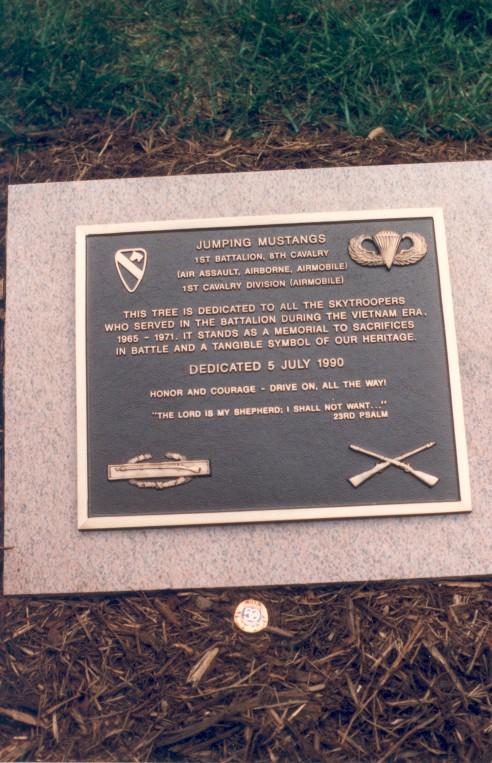 JUMPING MUSTANGS
1ST BATTALION, 8TH CAVALRY
(AIR ASSAULT, AIRBORNE, AIRMOBILE)
1ST CAVALRY DIVISION (AIRMOBILE)
THIS TREE IS DEDICATED TO ALL THE SKYTROOPERS
WHO SERVED IN THE BATTALION DURING THE VIETNAM ERA,
1965 - 1971. IT STANDS AS A MEMORIAL TO SACRIFICES
IN BATTLE AND A TANGIBLE SYMBOL OF OUR HERITAGE.
DEDICATED 5 JULY 1990
HONOR AND COURAGE - DRIVE ON, ALL THE WAY!
"THE LORD IS MY SHEPHERD; I SHALL NOT WANT..."
23RD PSALM